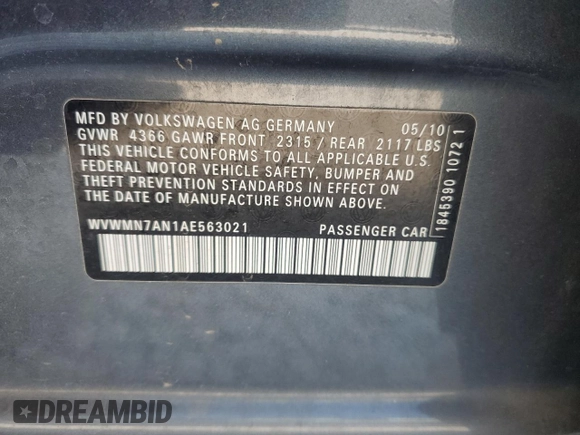 MFD BY VOLKSWAGEN AG GERMANY 05/10
GVWR 4366 GAWR FRONT 2315 / REAR 2117 LBS
THIS VEHICLE CONFORMS TO ALL APPLICABLE U.S.
FEDERAL MOTOR VEHICLE SAFETY, BUMPER AND
THEFT PREVENTION STANDARDS IN EFFECT ON
THE DATE OF MANUFACTURE SHOWN ABOVE.
WVWMN7AN1AE563021 PASSENGER CAR
1845390 1072 1
DREAMBID